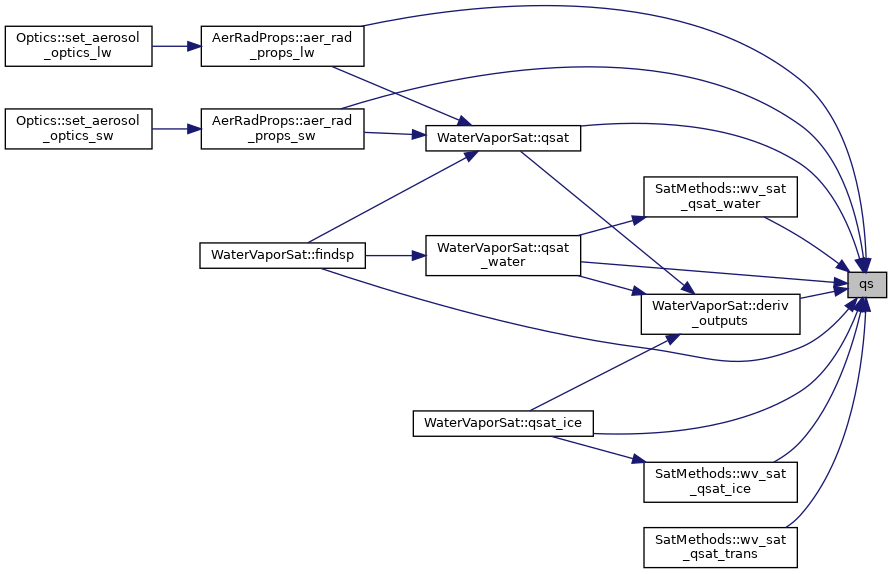 Optics::set_aerosol
_optics_lw
AerRadProps::aer_rad
_props_lw
Optics::set_aerosol
_optics_sw
AerRadProps::aer_rad
_props_sw
WaterVaporSat::qsat
SatMethods::wv_sat
_qsat_water
WaterVaporSat::findsp
WaterVaporSat::qsat
_water
qs
WaterVaporSat::deriv
_outputs
WaterVaporSat::qsat_ice
SatMethods::wv_sat
_qsat_ice
SatMethods::wv_sat
_qsat_trans